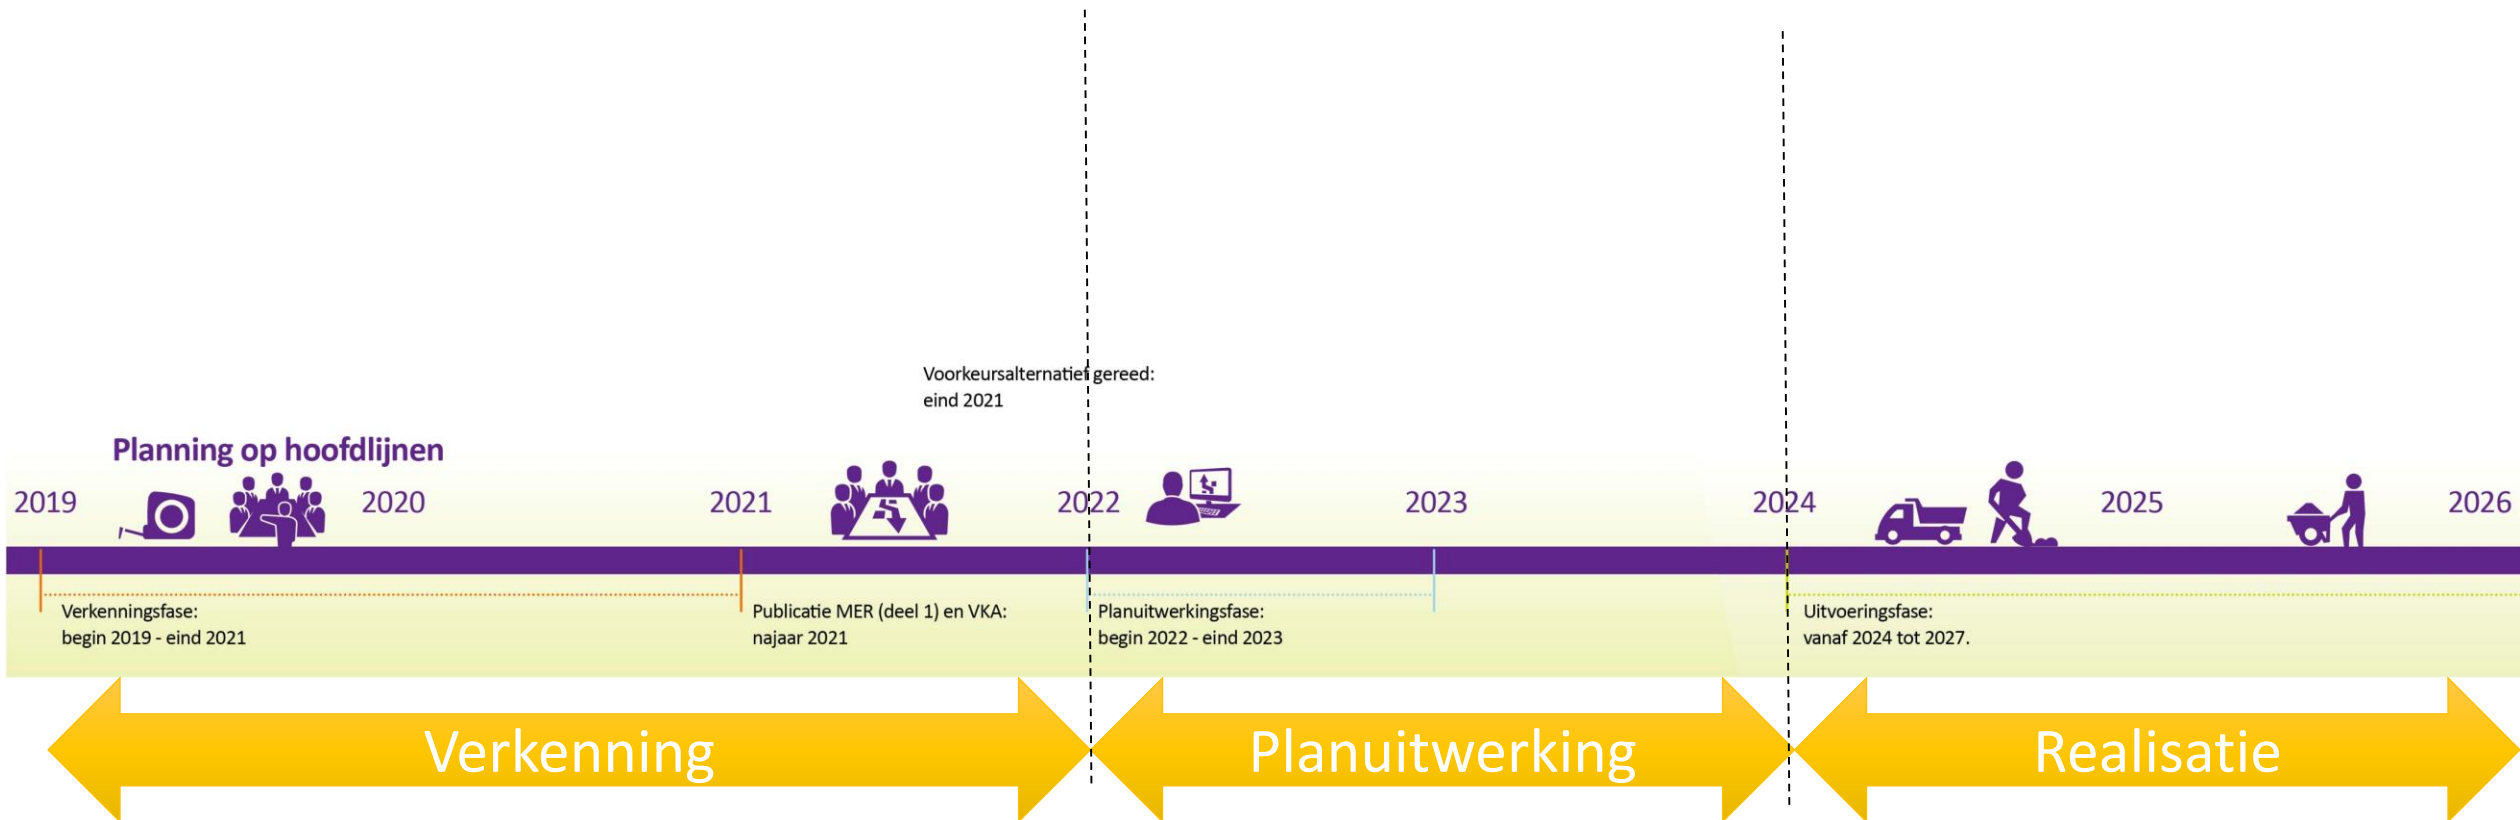 Voorkeursalternatief gereed:
eind 2021
Planning op hoofdlijnen
2019
2020
2021
2022
2023
2024
2025
2026
Verkenningsfase:
begin 2019 - eind 2021
Publicatie MER (deel 1) en VKA:
najaar 2021
Planuitwerkingsfase:
begin 2022 - eind 2023
Uitvoeringsfase:
vanaf 2024 tot 2027.
Verkenning
Planuitwerking
Realisatie